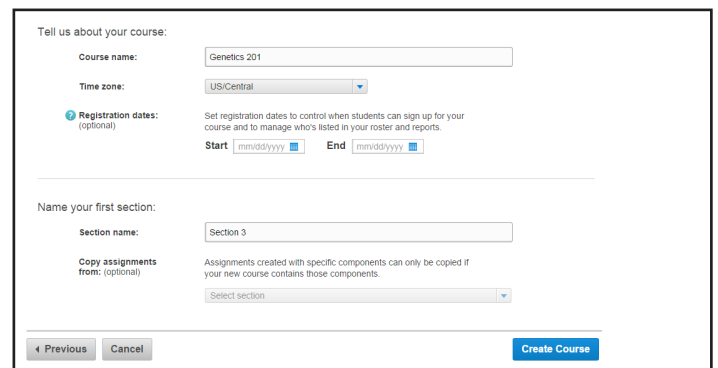 Tell us about your course:
Course name: Genetics 201
Time zone: US/Central
? Registration dates: Set registration dates to control when students can sign up for your
(optional) course and to manage who's listed in your roster and reports.
Start mm/dd/yyyy End mm/dd/yyyy
Name your first section:
Section name: Section 3
Copy assignments Assignments created with specific components can only be copied if
from: (optional) your new course contains those components.
Select section
Previous Cancel Create Course